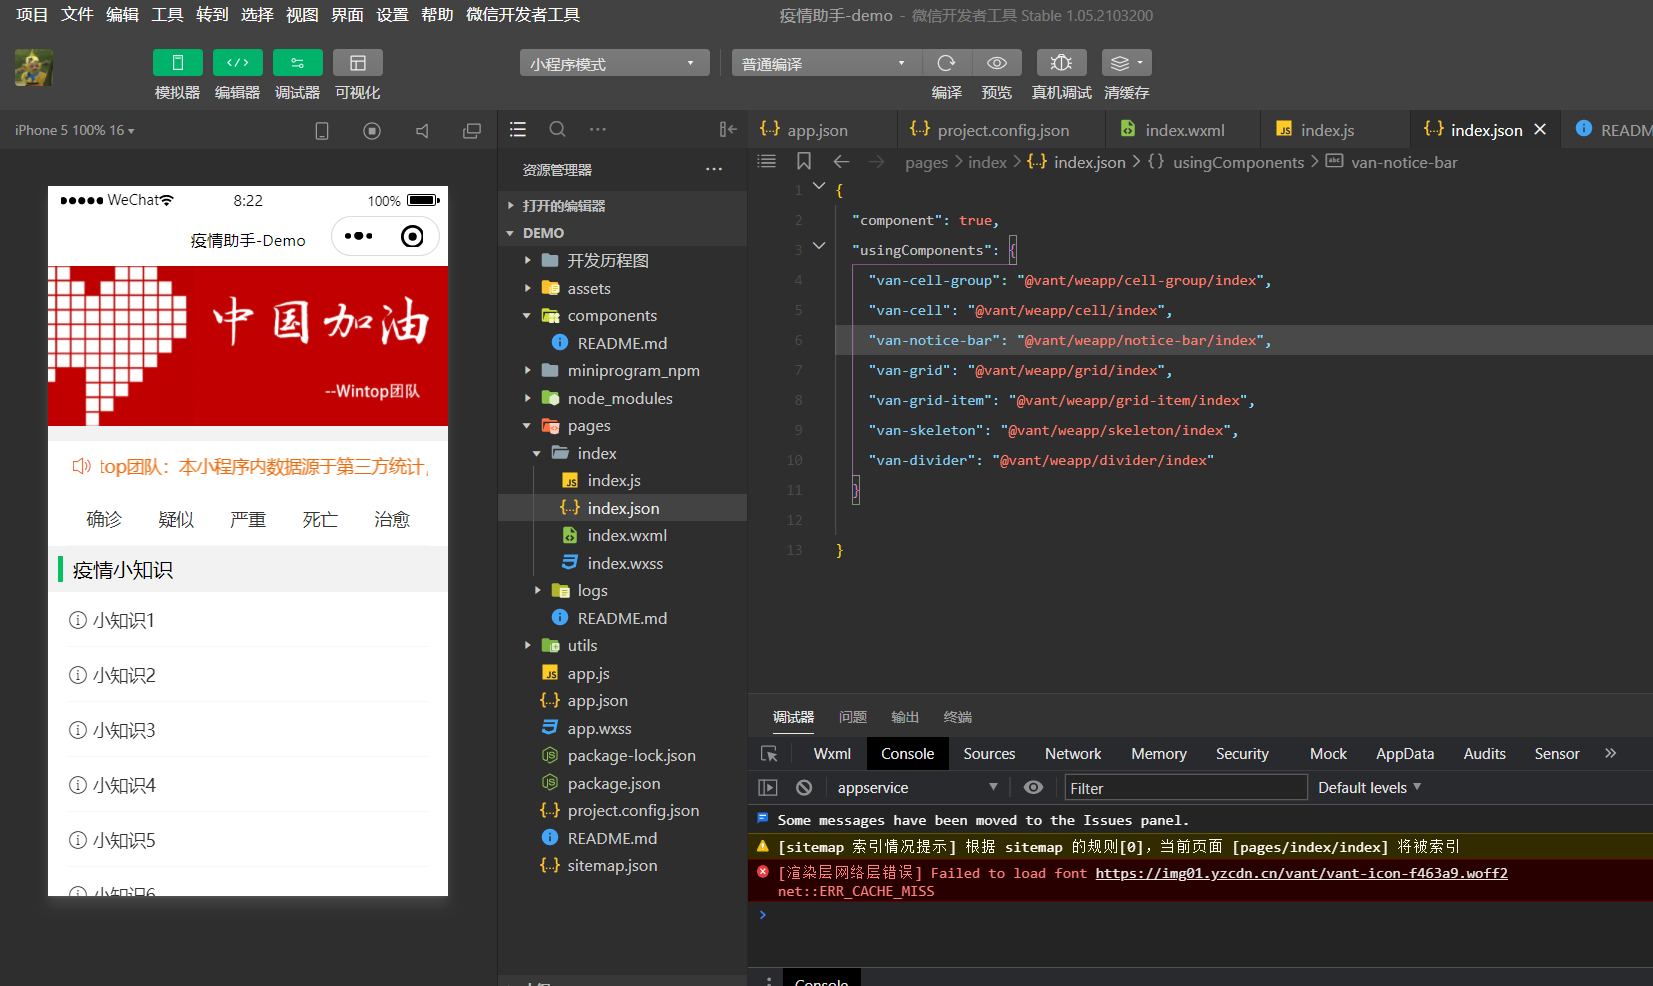 项目 文件 编辑 工具 转到 选择 视图 界面 设置 帮助 微信开发者工具
疫情助手-demo - 微信开发者工具 Stable 1.05.2103200
模拟器 编辑器 调试器 可视化
小程序模式
普通编译
编译 预览 真机调试 清缓存
iPhone 5 100% 16
WeChat
8:22
100%
疫情助手-Demo
中国加油
--Wintop团队
top团队：本小程序内数据源于第三方统计
确诊 疑似 严重 死亡 治愈
疫情小知识
小知识1
小知识2
小知识3
小知识4
小知识5
小知识6
资源管理器
打开的编辑器
DEMO
开发历程图
assets
components
README.md
miniprogram_npm
node_modules
pages
index
index.js
index.json
index.wxml
index.wxss
logs
README.md
utils
app.js
app.json
app.wxss
package-lock.json
package.json
project.config.json
README.md
sitemap.json
app.json
project.config.json
index.wxml
index.js
index.json
READM
pages > index > {..} index.json > {} usingComponents > van-notice-bar
1 {
2 "component": true,
3 "usingComponents": {
4 "van-cell-group": "@vant/weapp/cell-group/index",
5 "van-cell": "@vant/weapp/cell/index",
6 "van-notice-bar": "@vant/weapp/notice-bar/index",
7 "van-grid": "@vant/weapp/grid/index",
8 "van-grid-item": "@vant/weapp/grid-item/index",
9 "van-skeleton": "@vant/weapp/skeleton/index",
10 "van-divider": "@vant/weapp/divider/index"
11 }
12
13 }
调试器 问题 输出 终端
Wxml Console Sources Network Memory Security Mock AppData Audits Sensor
appservice
Filter
Default levels
Some messages have been moved to the Issues panel.
[sitemap 索引情况提示] 根据 sitemap 的规则[0]，当前页面 [pages/index/index] 将被索引
[渲染层网络层错误] Failed to load font https://img01.yzcdn.cn/vant/vant-icon-f463a9.woff2
net::ERR_CACHE_MISS
Console